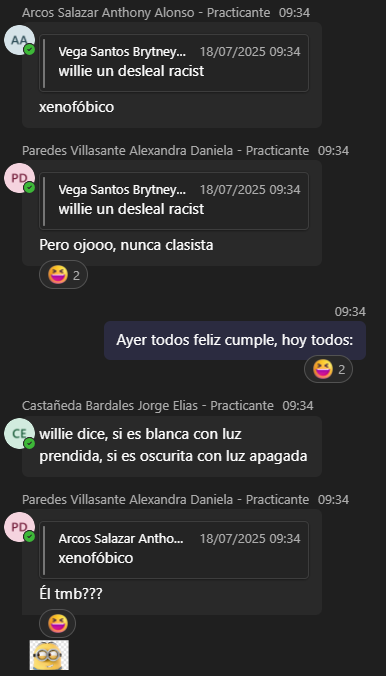 Arcos Salazar Anthony Alonso - Practicante 09:34
AA
Vega Santos Brytney... 18/07/2025 09:34
willie un desleal racist
xenofóbico
Paredes Villasante Alexandra Daniela - Practicante 09:34
PD
Vega Santos Brytney... 18/07/2025 09:34
willie un desleal racist
Pero ojooo, nunca clasista
2
09:34
Ayer todos feliz cumple, hoy todos:
2
Castañeda Bardales Jorge Elias - Practicante 09:34
CE
willie dice, si es blanca con luz
prendida, si es oscurita con luz apagada
Paredes Villasante Alexandra Daniela - Practicante 09:34
PD
Arcos Salazar Antho... 18/07/2025 09:34
xenofóbico
Él tmb???